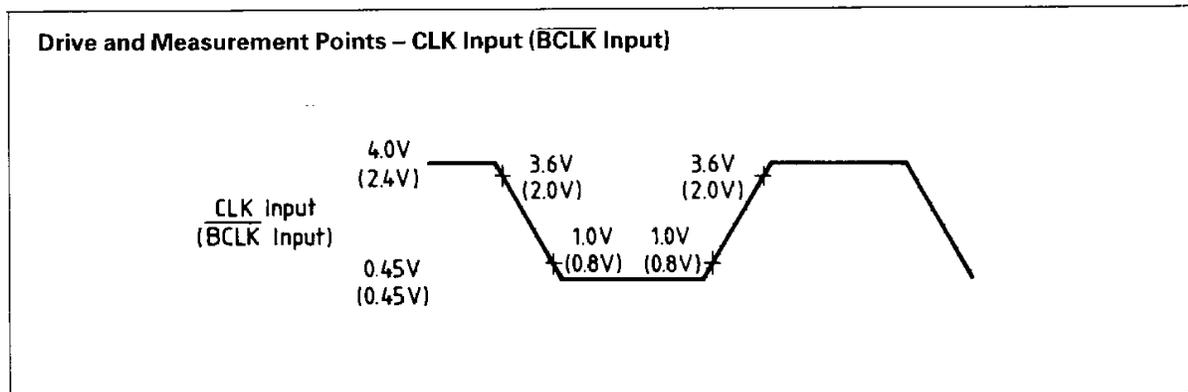 Drive and Measurement Points – CLK Input (BCLK Input)
4.0V
(2.4V)
3.6V
(2.0V)
3.6V
(2.0V)
CLK Input
(BCLK Input)
1.0V
(0.8V)
1.0V
(0.8V)
0.45V
(0.45V)